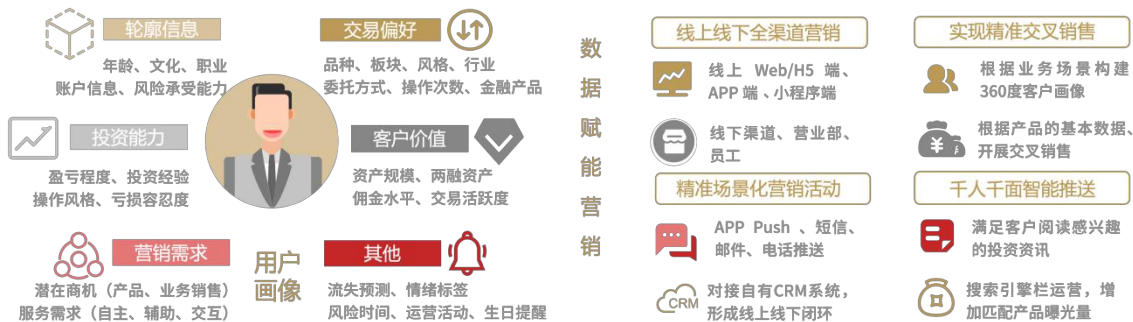 轮廓信息
年龄、文化、职业
账户信息、风险承受能力
交易偏好
品种、板块、风格、行业
委托方式、操作次数、金融产品
投资能力
盈亏程度、投资经验
操作风格、亏损容忍度
客户价值
资产规模、两融资产
佣金水平、交易活跃度
营销需求
潜在商机（产品、业务销售）
服务需求（自主、辅助、交互）
用户
画像
其他
流失预测、情绪标签
风险时间、运营活动、生日提醒
数
据
赋
能
营
销
线上线下全渠道营销
线上 Web/H5 端、
APP 端、小程序端
线下渠道、营业部、
员工
实现精准交叉销售
根据业务场景构建
360度客户画像
¥
根据产品的基本数据、
开展交叉销售
精准场景化营销活动
APP Push 、短信、
邮件、电话推送
CRM
对接自有CRM系统，
形成线上线下闭环
千人千面智能推送
满足客户阅读感兴趣
的投资资讯
搜索引擎栏运营，增
加匹配产品曝光量